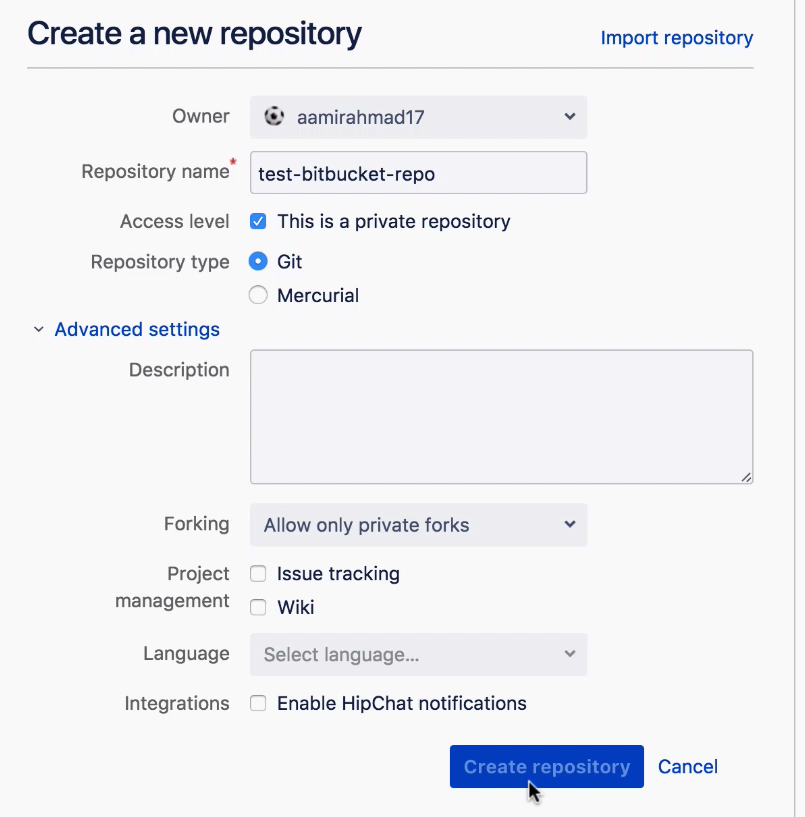 Create a new repository
Import repository
Owner aamirahmad17
Repository name* test-bitbucket-repo
Access level This is a private repository
Repository type Git
Mercurial
Advanced settings
Description
Forking Allow only private forks
Project management Issue tracking
Wiki
Language Select language...
Integrations Enable HipChat notifications
Create repository Cancel